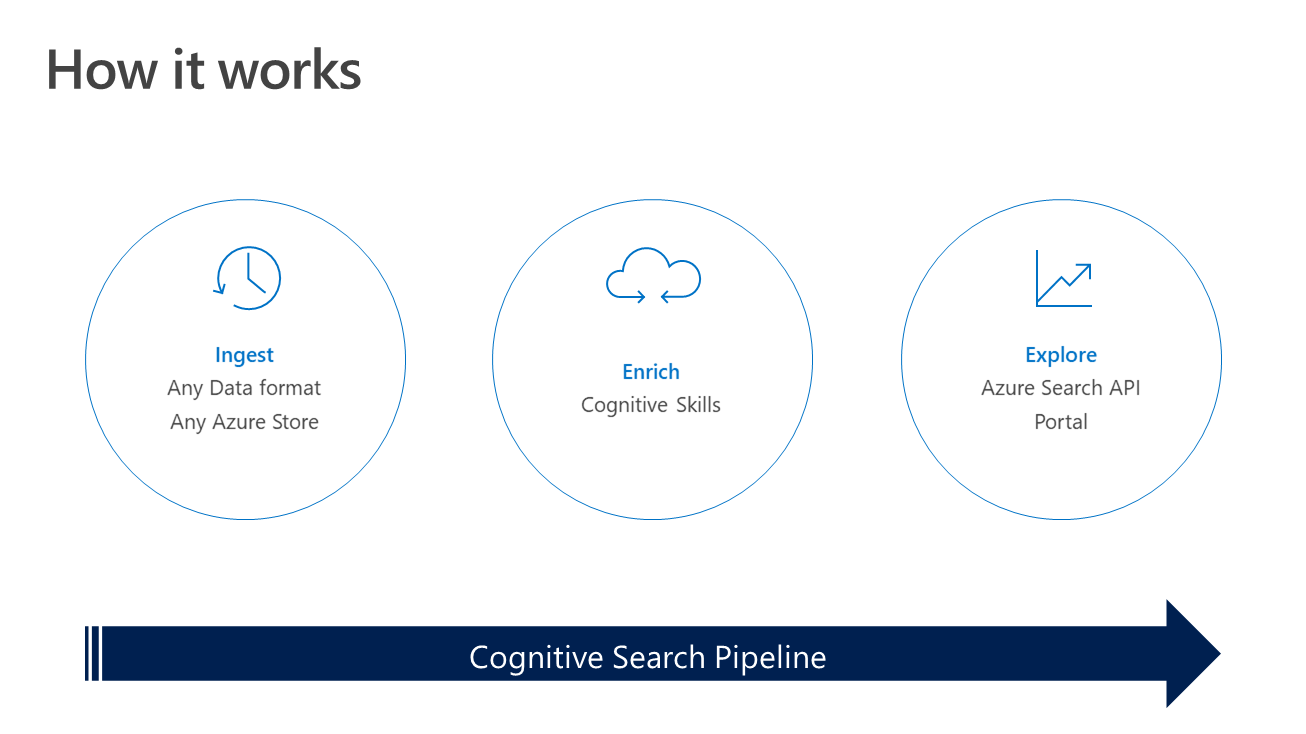 How it works
Ingest
Any Data format
Any Azure Store
Enrich
Cognitive Skills
Explore
Azure Search API
Portal
Cognitive Search Pipeline